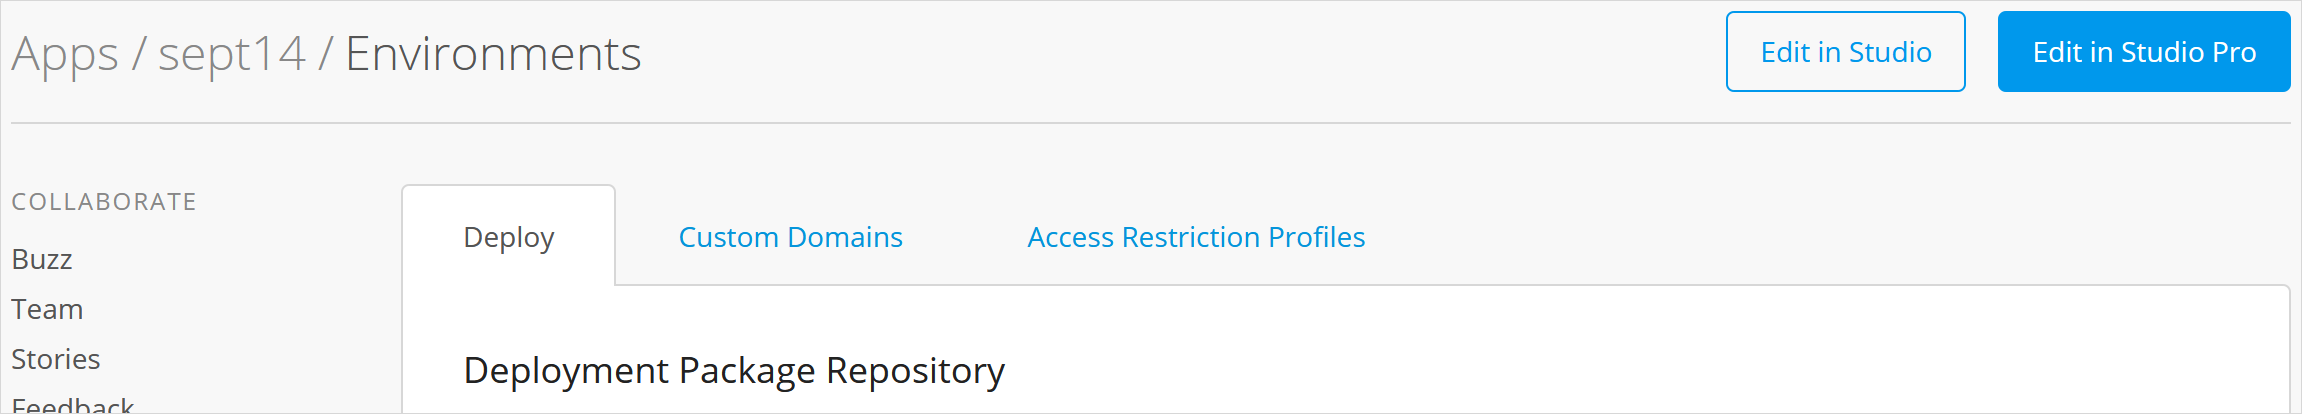 Apps / sept14 / Environments
Edit in Studio
Edit in Studio Pro
COLLABORATE
Buzz
Team
Stories
Feedback
Deploy
Custom Domains
Access Restriction Profiles
Deployment Package Repository